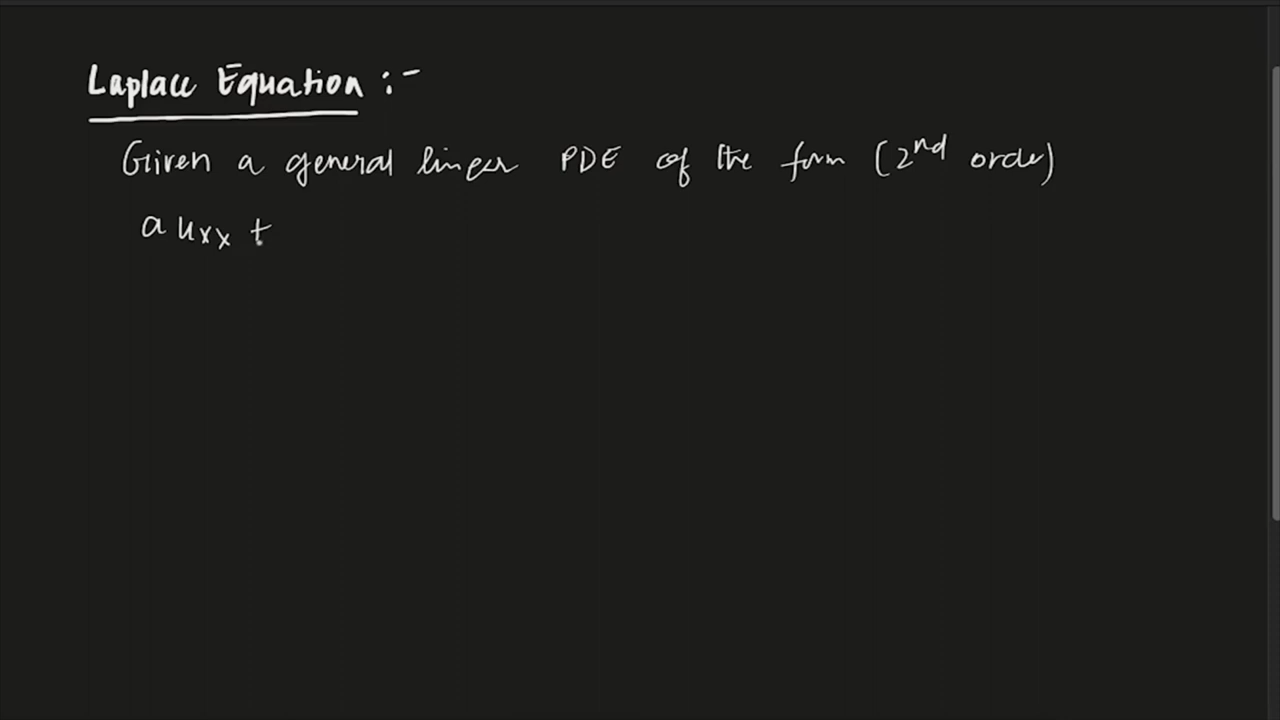 Laplace Equation :-
Given a general linear PDE of the form (2nd order)
a uxx +